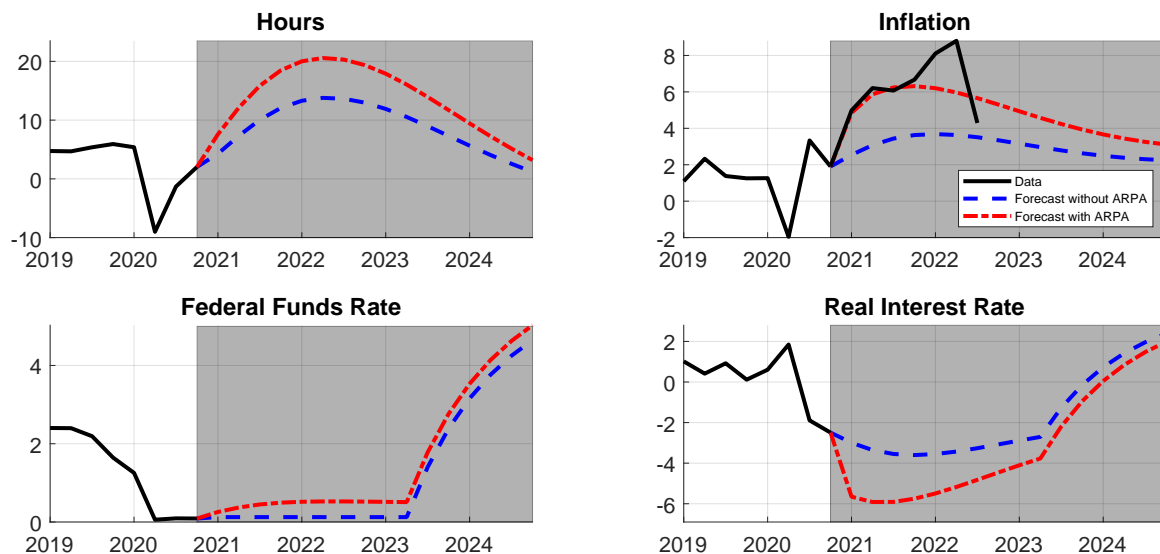 Hours
20
10
0
-10
2019 2020 2021 2022 2023 2024
Inflation
8
6
4
2
0
-2
2019 2020 2021 2022 2023 2024
Data
Forecast without ARPA
Forecast with ARPA
Federal Funds Rate
4
2
0
2019 2020 2021 2022 2023 2024
Real Interest Rate
2
0
-2
-4
-6
2019 2020 2021 2022 2023 2024